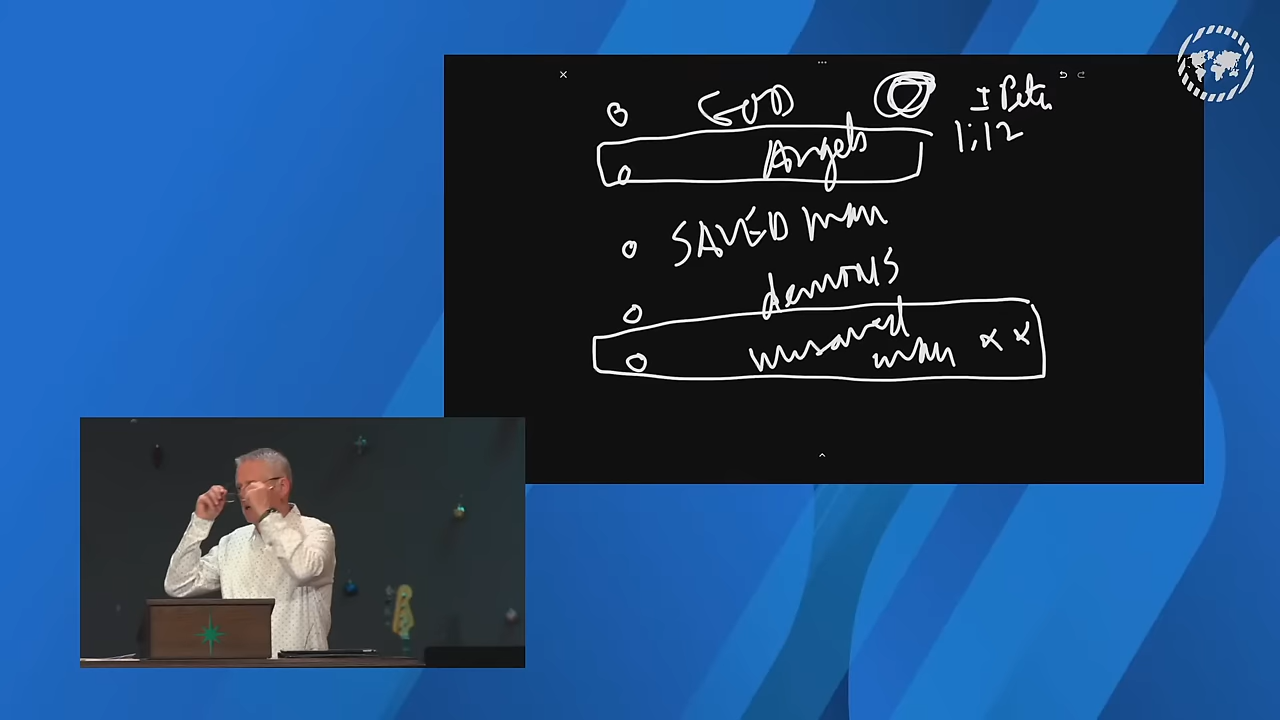 GOD
I Peter
1:12
Angels
SAVED man
demons
unsaved
man x x